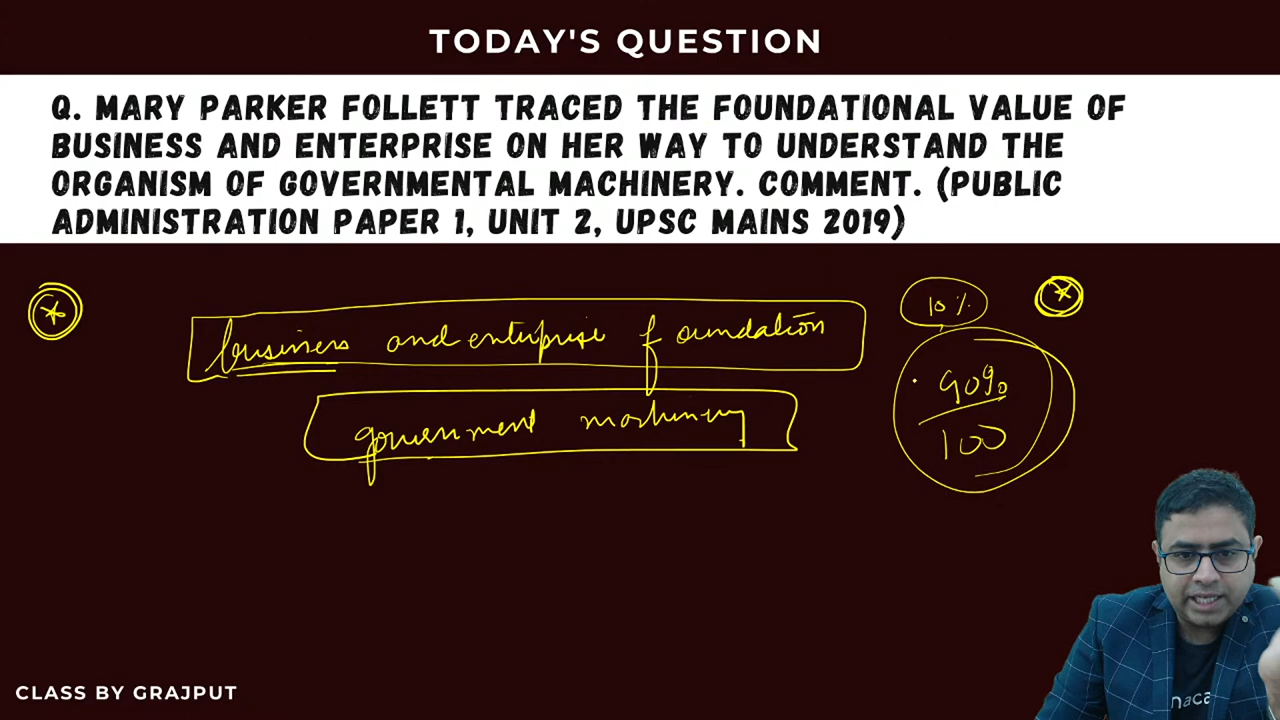 TODAY'S QUESTION
Q. MARY PARKER FOLLETT TRACED THE FOUNDATIONAL VALUE OF
BUSINESS AND ENTERPRISE ON HER WAY TO UNDERSTAND THE
ORGANISM OF GOVERNMENTAL MACHINERY. COMMENT. (PUBLIC
ADMINISTRATION PAPER 1, UNIT 2, UPSC MAINS 2019)
business and enterprise foundation
10%
government machinery
90%
100
naca
CLASS BY GRAJPUT